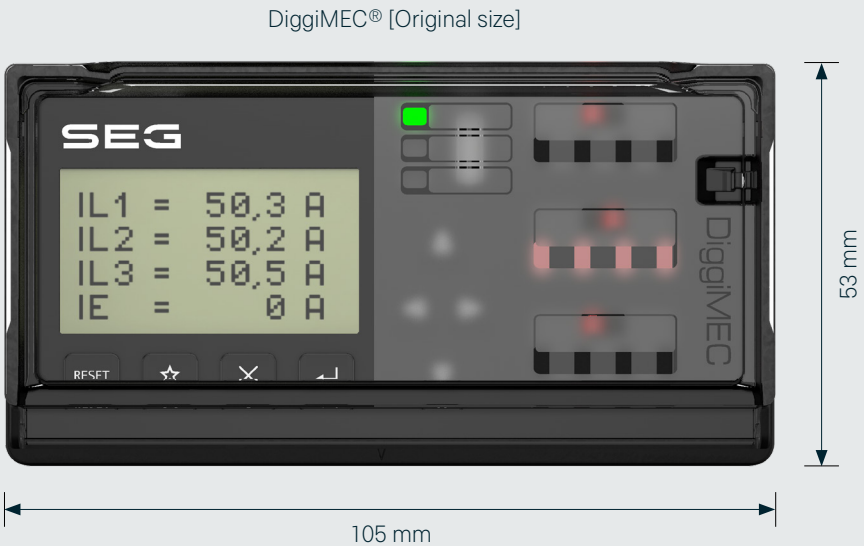 DiggiMEC® [Original size]
SEG
IL1 = 50,3 A
IL2 = 50,2 A
IL3 = 50,5 A
IE = 0 A
RESET
DiggiMEC
53 mm
105 mm